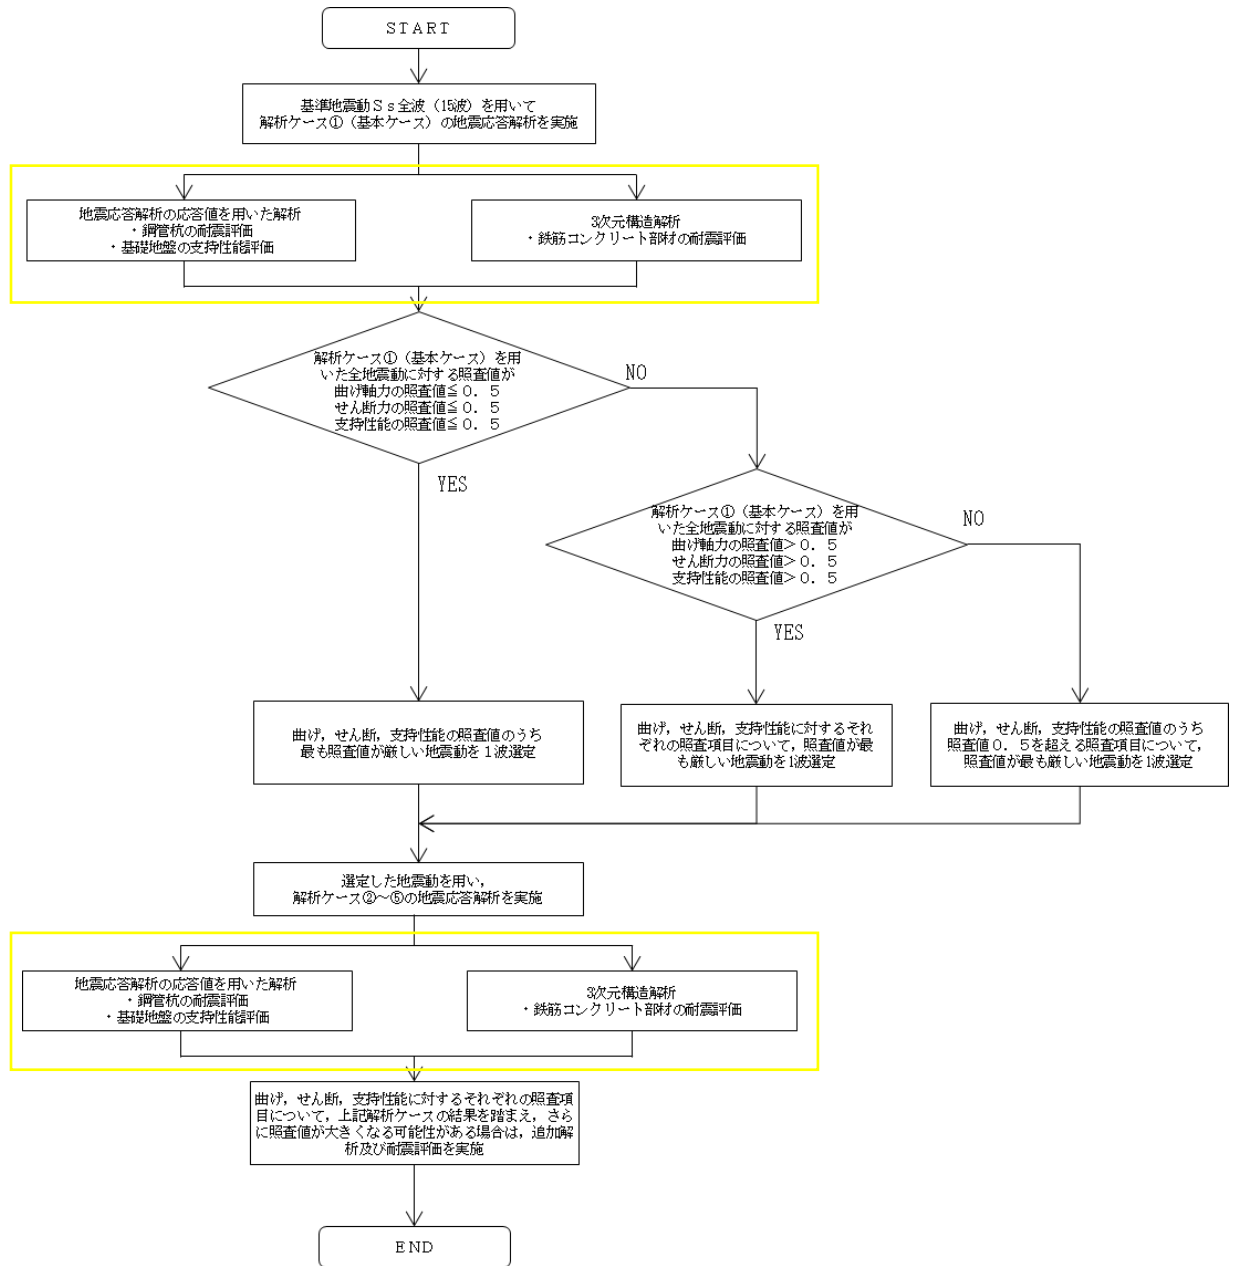 ＳＴＡＲＴ
基準地震動Ｓｓ全波（15波）を用いて
解析ケース①（基本ケース）の地震応答解析を実施
地震応答解析の応答値を用いた解析
・鋼管杭の耐震評価
・基礎地盤の支持性能評価
3次元構造解析
・鉄筋コンクリート部材の耐震評価
解析ケース①（基本ケース）を用
いた全地震動に対する照査値が
曲げ軸力の照査値≦０．５
せん断力の照査値≦０．５
支持性能の照査値≦０．５
NO
YES
解析ケース①（基本ケース）を用
いた全地震動に対する照査値が
曲げ軸力の照査値＞０．５
せん断力の照査値＞０．５
支持性能の照査値＞０．５
NO
YES
曲げ，せん断，支持性能の照査値のうち
最も照査値が厳しい地震動を１波選定
曲げ，せん断，支持性能に対するそれ
ぞれの照査項目について，照査値が最
も厳しい地震動を1波選定
曲げ，せん断，支持性能の照査値のうち
照査値０．５を超える照査項目について，
照査値が最も厳しい地震動を1波選定
選定した地震動を用い，
解析ケース②～⑤の地震応答解析を実施
地震応答解析の応答値を用いた解析
・鋼管杭の耐震評価
・基礎地盤の支持性能評価
3次元構造解析
・鉄筋コンクリート部材の耐震評価
曲げ，せん断，支持性能に対するそれぞれの照査項
目について，上記解析ケースの結果を踏まえ，さら
に照査値が大きくなる可能性がある場合は，追加解
析及び耐震評価を実施
ＥＮＤ